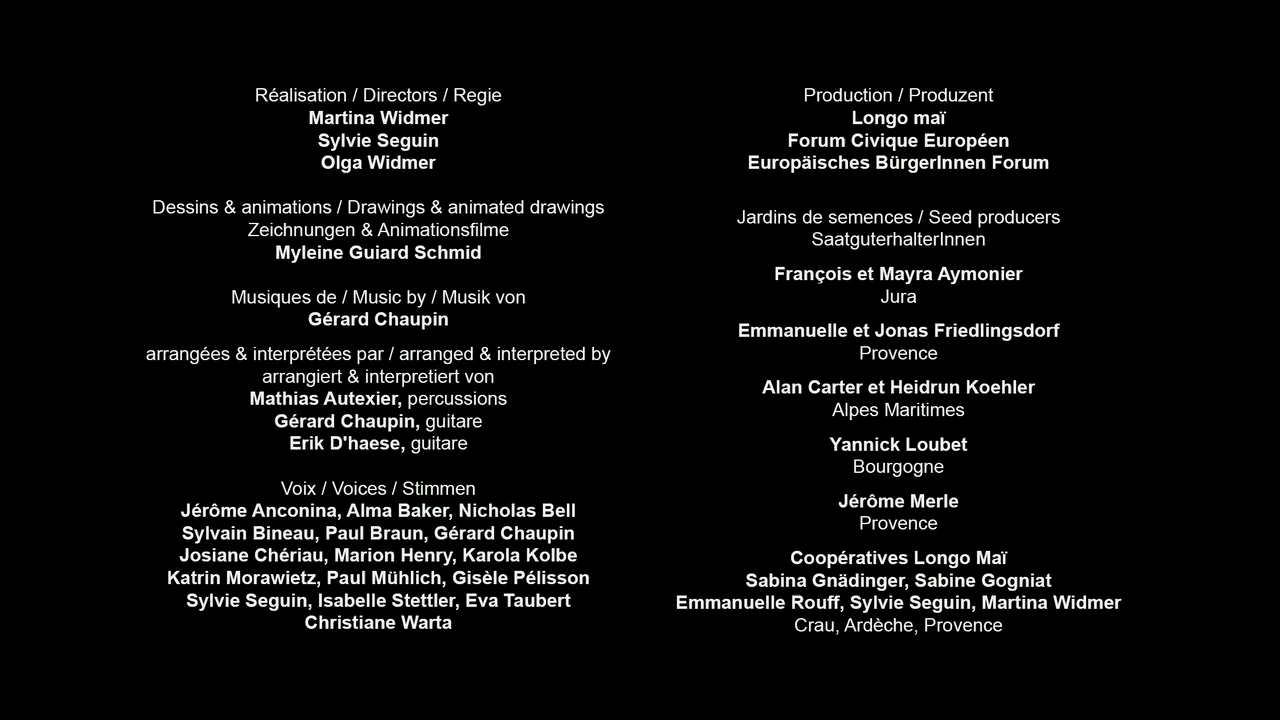 Réalisation / Directors / Regie
Martina Widmer
Sylvie Seguin
Olga Widmer
Dessins & animations / Drawings & animated drawings
Zeichnungen & Animationsfilme
Myleine Guiard Schmid
Musiques de / Music by / Musik von
Gérard Chaupin
arrangées & interprétées par / arranged & interpreted by
arrangiert & interpretiert von
Mathias Autexier, percussions
Gérard Chaupin, guitare
Erik D'haese, guitare
Voix / Voices / Stimmen
Jérôme Anconina, Alma Baker, Nicholas Bell
Sylvain Bineau, Paul Braun, Gérard Chaupin
Josiane Chériau, Marion Henry, Karola Kolbe
Katrin Morawietz, Paul Mühlich, Gisèle Pélisson
Sylvie Seguin, Isabelle Stettler, Eva Taubert
Christiane Warta
Production / Produzent
Longo maï
Forum Civique Européen
Europäisches BürgerInnen Forum
Jardins de semences / Seed producers
SaatguterhalterInnen
François et Mayra Aymonier
Jura
Emmanuelle et Jonas Friedlingsdorf
Provence
Alan Carter et Heidrun Koehler
Alpes Maritimes
Yannick Loubet
Bourgogne
Jérôme Merle
Provence
Coopératives Longo Maï
Sabina Gnädinger, Sabine Gogniat
Emmanuelle Rouff, Sylvie Seguin, Martina Widmer
Crau, Ardèche, Provence